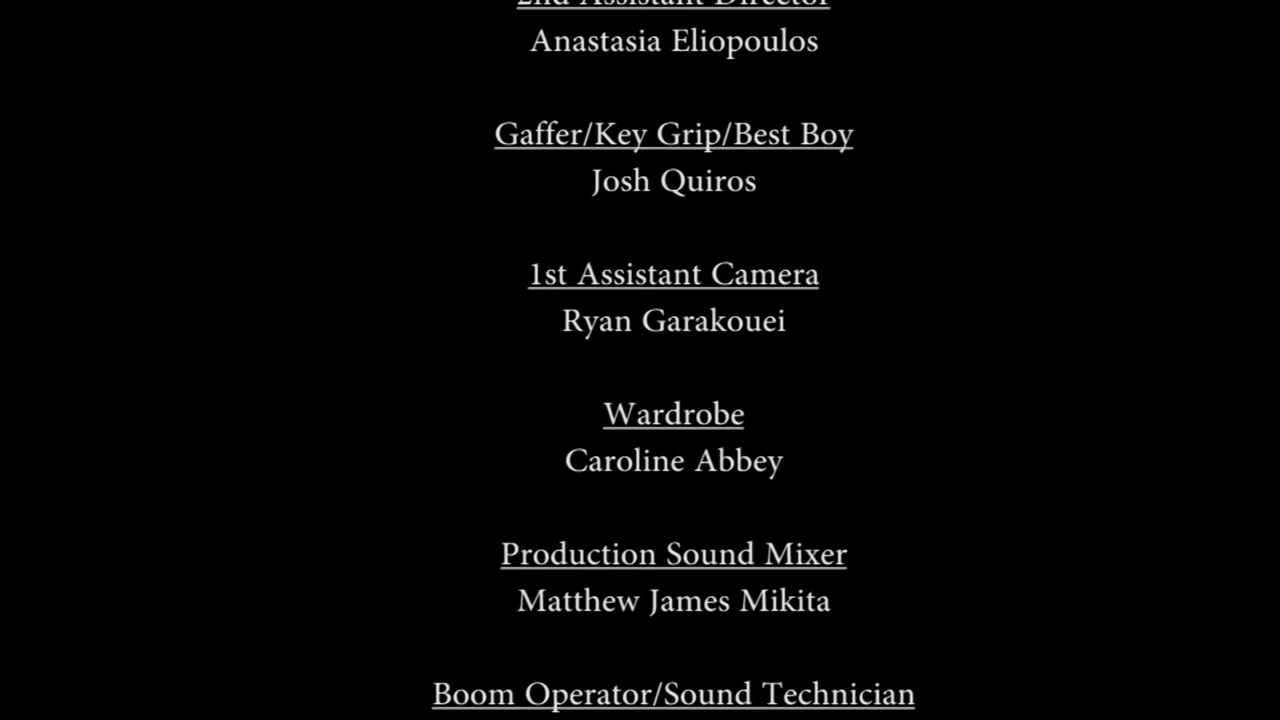 2nd Assistant Director
Anastasia Eliopoulos
Gaffer/Key Grip/Best Boy
Josh Quiros
1st Assistant Camera
Ryan Garakouei
Wardrobe
Caroline Abbey
Production Sound Mixer
Matthew James Mikita
Boom Operator/Sound Technician